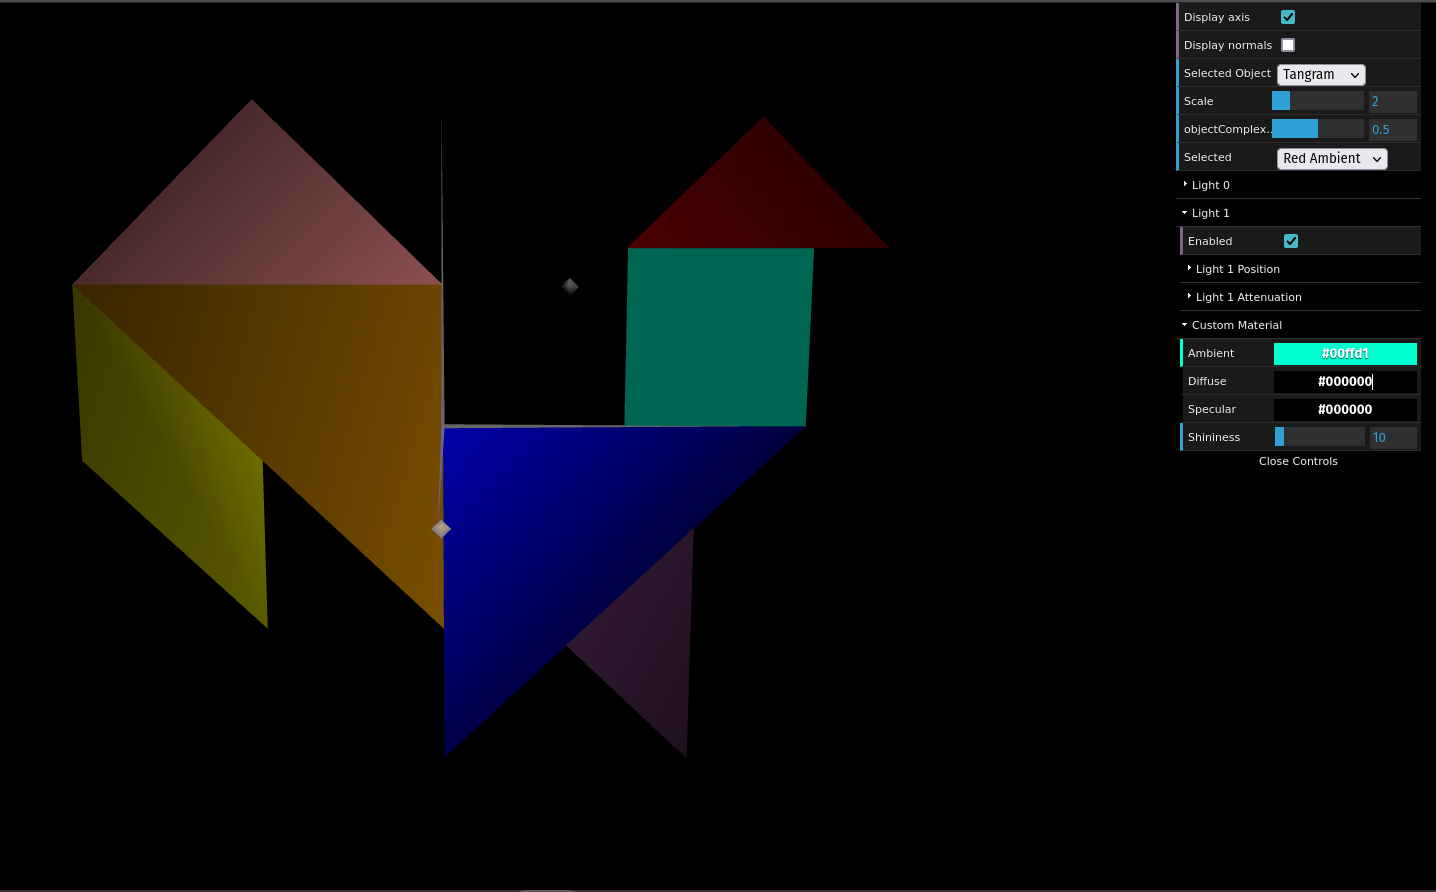 Display axis
Display normals
Selected Object Tangram
Scale 2
objectComplex.. 0.5
Selected Red Ambient
Light 0
Light 1
Enabled
Light 1 Position
Light 1 Attenuation
Custom Material
Ambient #00ffd1
Diffuse #000000
Specular #000000
Shininess 10
Close Controls